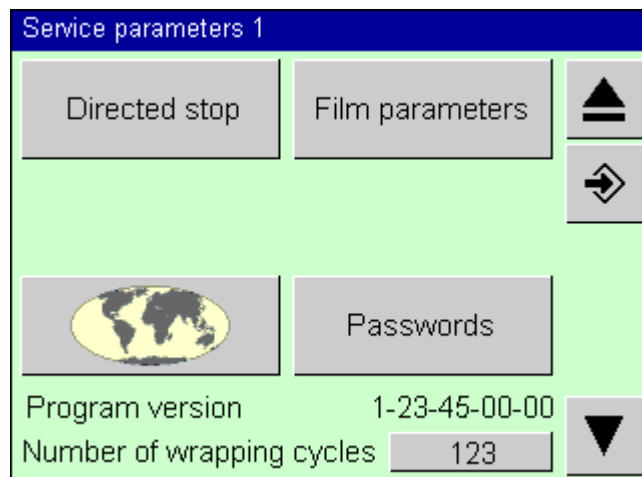 Service parameters 1
Directed stop
Film parameters
Passwords
Program version 1-23-45-00-00
Number of wrapping cycles 123